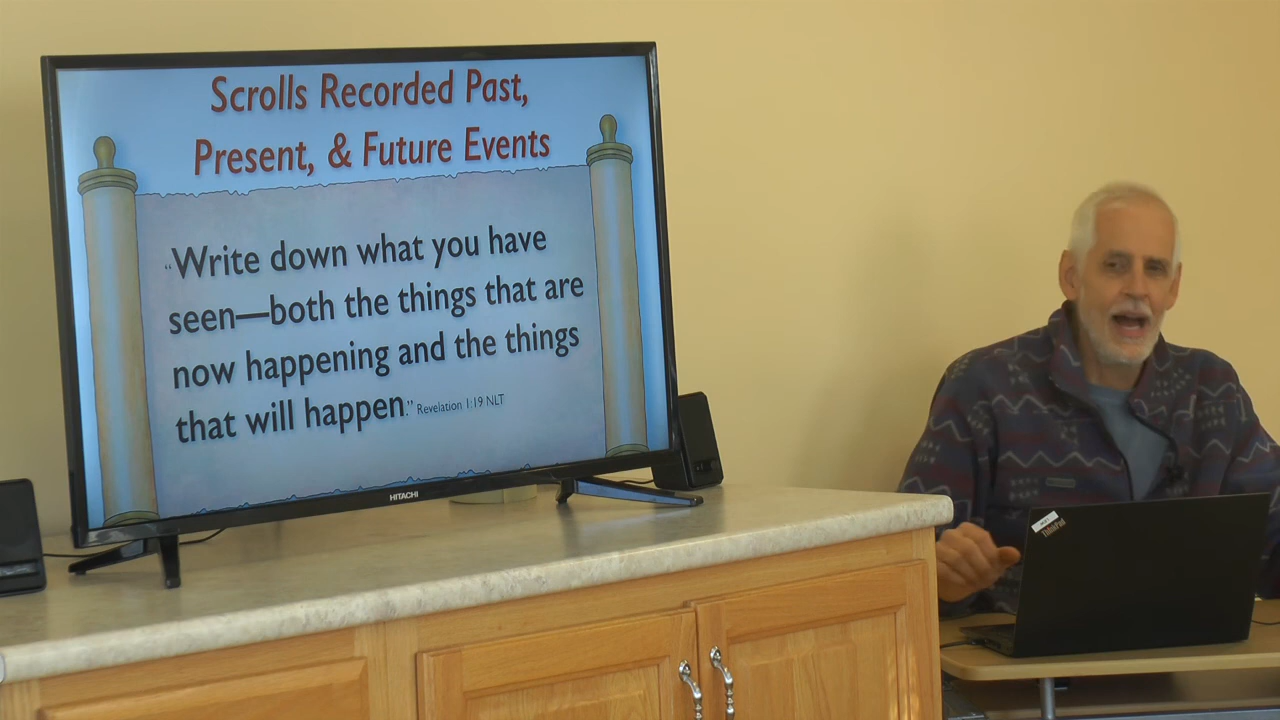 Scrolls Recorded Past,
Present, & Future Events
“Write down what you have
seen—both the things that are
now happening and the things
that will happen.” Revelation 1:19 NLT
HITACHI
ThinkPad